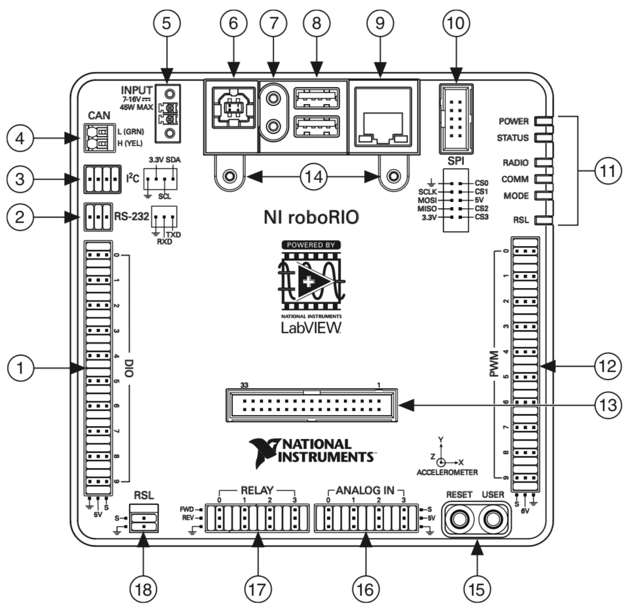 5
6
7
8
9
10
INPUT
7-16V
45W MAX
CAN
L (GRN)
H (YEL)
4
3
I²C
3.3V SDA
SCL
2
RS-232
TXD
RXD
14
NI roboRIO
POWERED BY
NATIONAL INSTRUMENTS
LabVIEW
SPI
CS0
SCLK CS1
MOSI 5V
MISO CS2
3.3V CS3
POWER
STATUS
RADIO
COMM
MODE
RSL
11
0
1
2
3
4
5
6
7
8
9
DIO
1
S
5V
0
1
2
3
4
5
6
7
8
9
PWM
12
S
6V
33 1
13
NATIONAL
INSTRUMENTS
Y
Z X
ACCELEROMETER
RSL
S
18
RELAY
0 1 2 3
FWD
REV
17
ANALOG IN
0 1 2 3
S
5V
16
RESET USER
15